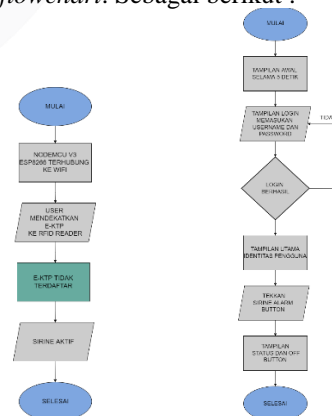 flowchart. Sebagai berikut :
MULAI
NODEMCU V3
ESP8266 TERHUBUNG
KE WIFI
USER
MENDEKATKAN
E-KTP
KE RFID READER
E-KTP TIDAK
TERDAFTAR
SIRINE AKTIF
SELESAI
MULAI
TAMPILAN AWAL
SELAMA 5 DETIK
TAMPILAN LOGIN
MEMASUKAN
USERNAME DAN
PASSWORD
LOGIN
BERHASIL
TAMPILAN UTAMA
IDENTITAS PENGGUNA
TEKKAN
SIRINE ALARM
BUTTON
TAMPILAN
STATUS DAN OFF
BUTTON
SELESAI